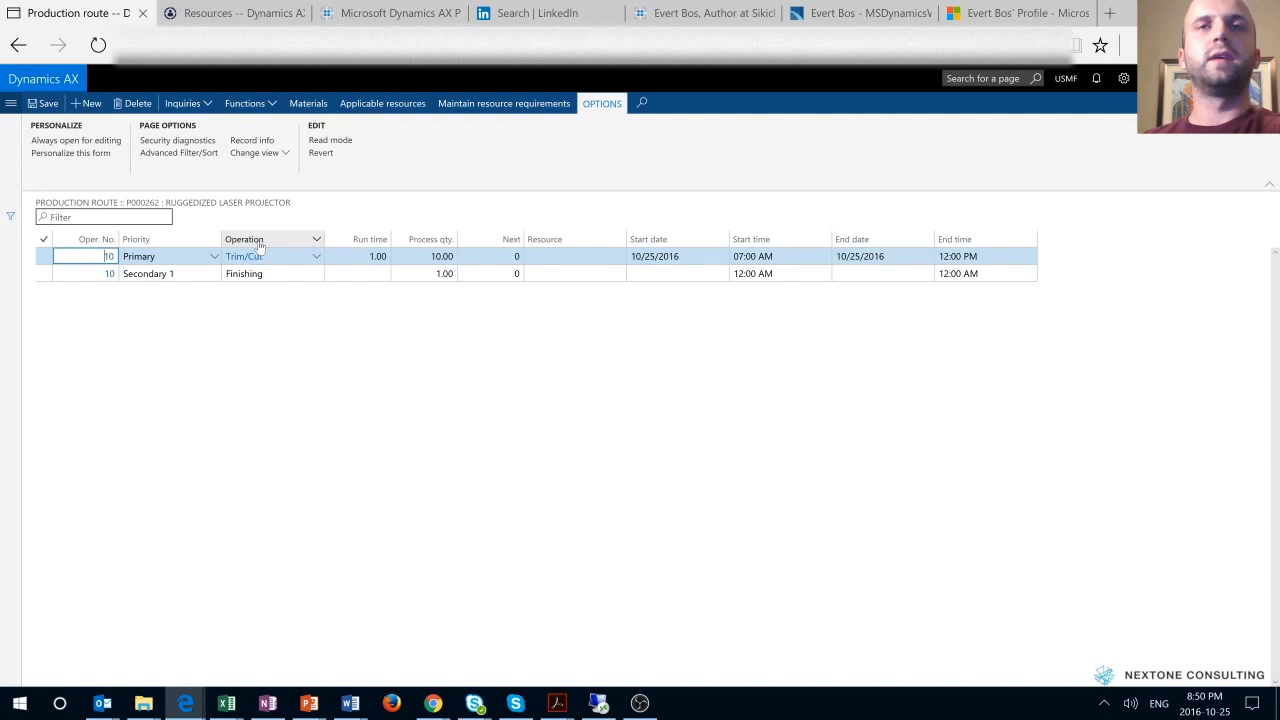 Production route -- D
Resources -- Dynamics AX
Microsoft Dynamics AX P
Search | LinkedIn
Evert Bos, Author at Sikich
Evert Bos - MSDynamicsV
Evert Bos' Profile - Micros
Dynamics AX
Search for a page
USMF
Save
New
Delete
Inquiries
Functions
Materials
Applicable resources
Maintain resource requirements
OPTIONS
PERSONALIZE
PAGE OPTIONS
EDIT
Always open for editing
Security diagnostics
Record info
Read mode
Personalize this form
Advanced Filter/Sort
Change view
Revert
PRODUCTION ROUTE :: P000262 : RUGGEDIZED LASER PROJECTOR
Filter
Oper. No. Priority Operation Run time Process qty. Next Resource Start date Start time End date End time
10 Primary Trim/Cut 1.00 10.00 0 10/25/2016 07:00 AM 10/25/2016 12:00 PM
10 Secondary 1 Finishing 1.00 0 12:00 AM 12:00 AM
NEXTONE CONSULTING
ENG
8:50 PM
2016-10-25